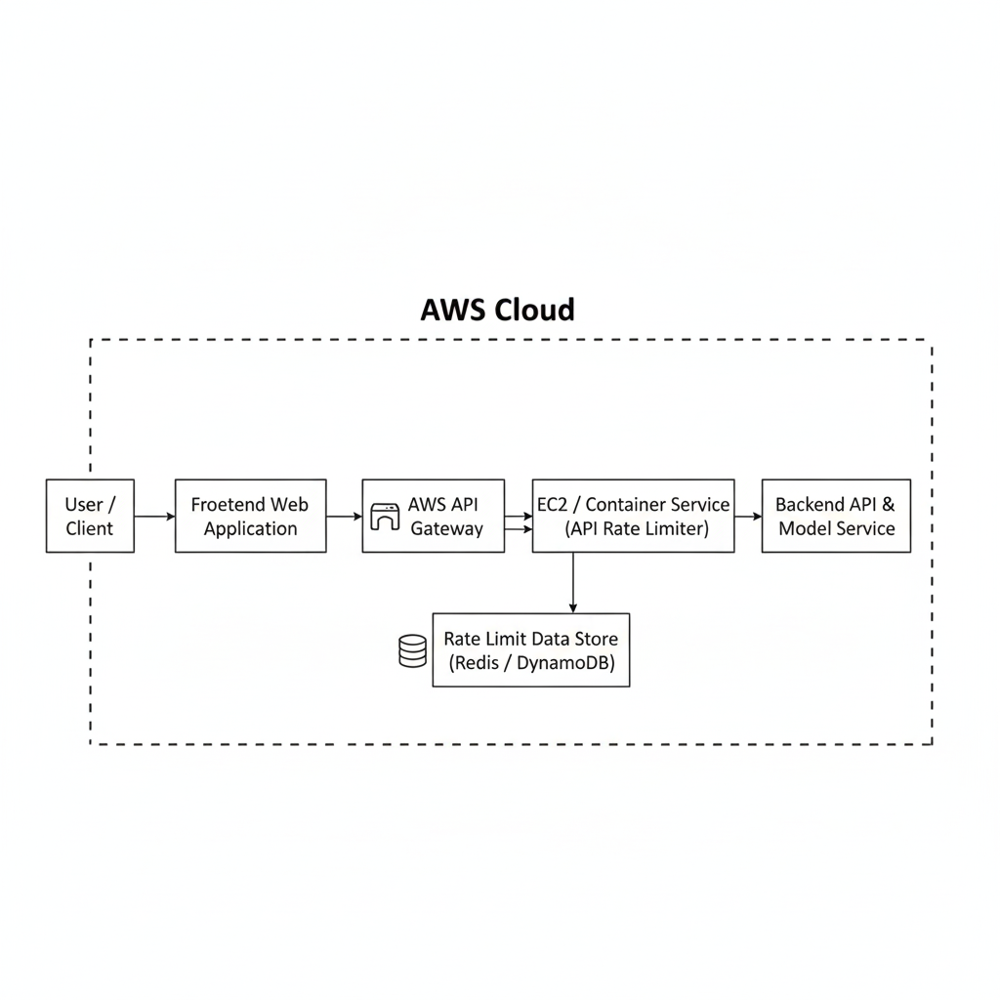 AWS Cloud
User /
Client
Froetend Web
Application
AWS API
Gateway
EC2 / Container Service
(API Rate Limiter)
Backend API &
Model Service
Rate Limit Data Store
(Redis / DynamoDB)